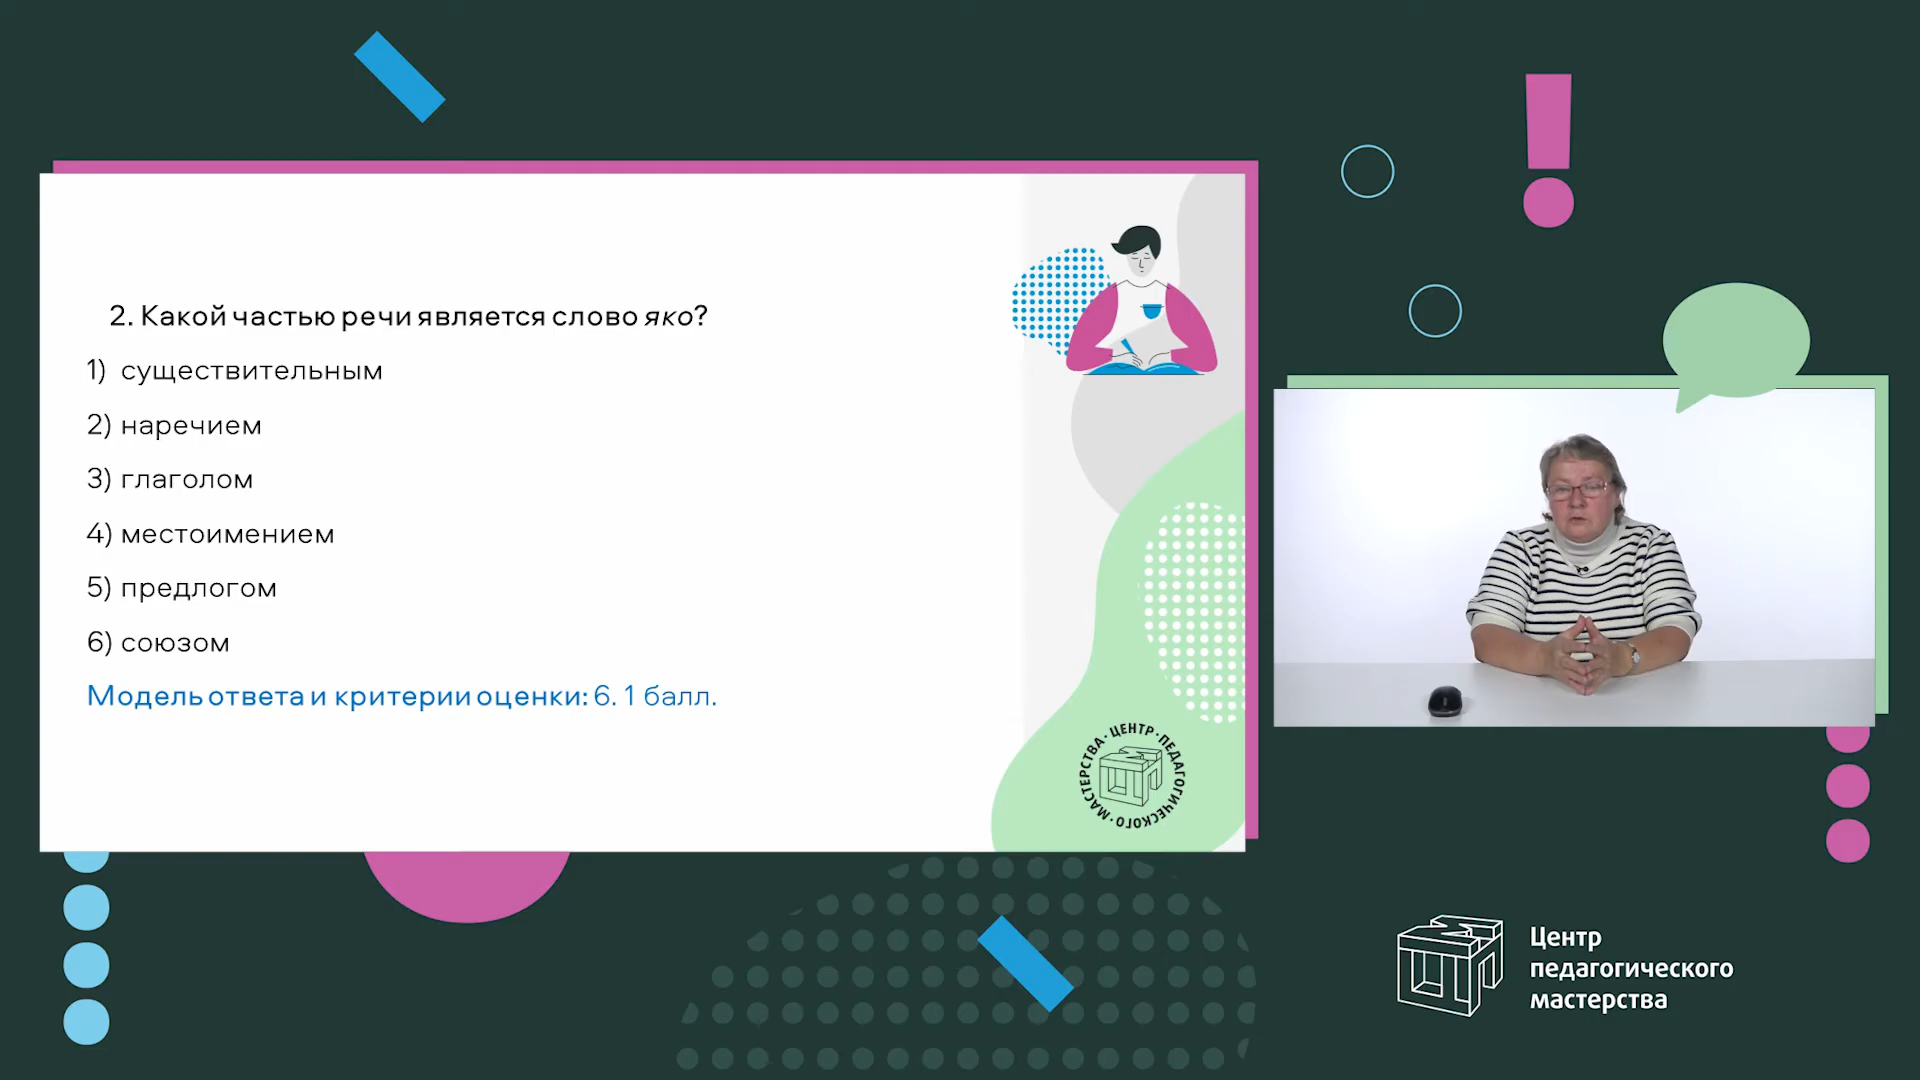 2. Какой частью речи является слово яко?
1) существительным
2) наречием
3) глаголом
4) местоимением
5) предлогом
6) союзом
Модель ответа и критерии оценки: 6. 1 балл.
ЦЕНТР · ПЕДАГОГИЧЕСКОГО · МАСТЕРСТВА ·
Центр
педагогического
мастерства